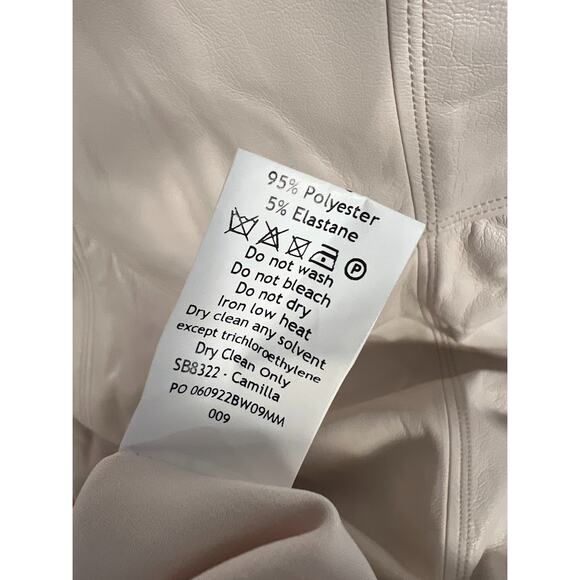 95% Polyester
5% Elastane
P
Do not wash
Do not bleach
Do not dry
Iron low heat
Dry clean any solvent
except trichloroethylene
Dry Clean Only
SB8322 - Camilla
PO 060922BW09MM
009